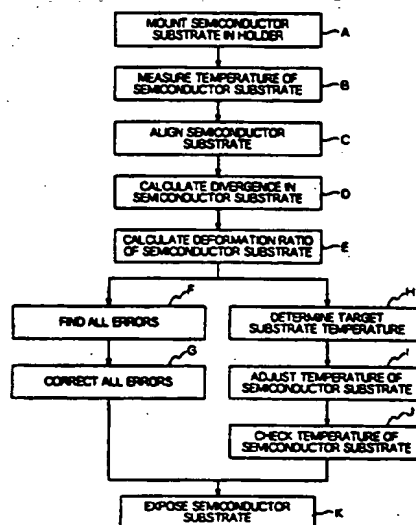 MOUNT SEMICONDUCTOR
SUBSTRATE IN HOLDER
A
MEASURE TEMPERATURE OF
SEMICONDUCTOR SUBSTRATE
B
ALIGN SEMICONDUCTOR
SUBSTRATE
C
CALCULATE DIVERGENCE IN
SEMICONDUCTOR SUBSTRATE
D
CALCULATE DEFORMATION RATIO
OF SEMICONDUCTOR SUBSTRATE
E
F
FIND ALL ERRORS
G
CORRECT ALL ERRORS
H
DETERMINE TARGET
SUBSTRATE TEMPERATURE
I
ADJUST TEMPERATURE OF
SEMICONDUCTOR SUBSTRATE
J
CHECK TEMPERATURE OF
SEMICONDUCTOR SUBSTRATE
EXPOSE SEMICONDUCTOR
SUBSTRATE
K